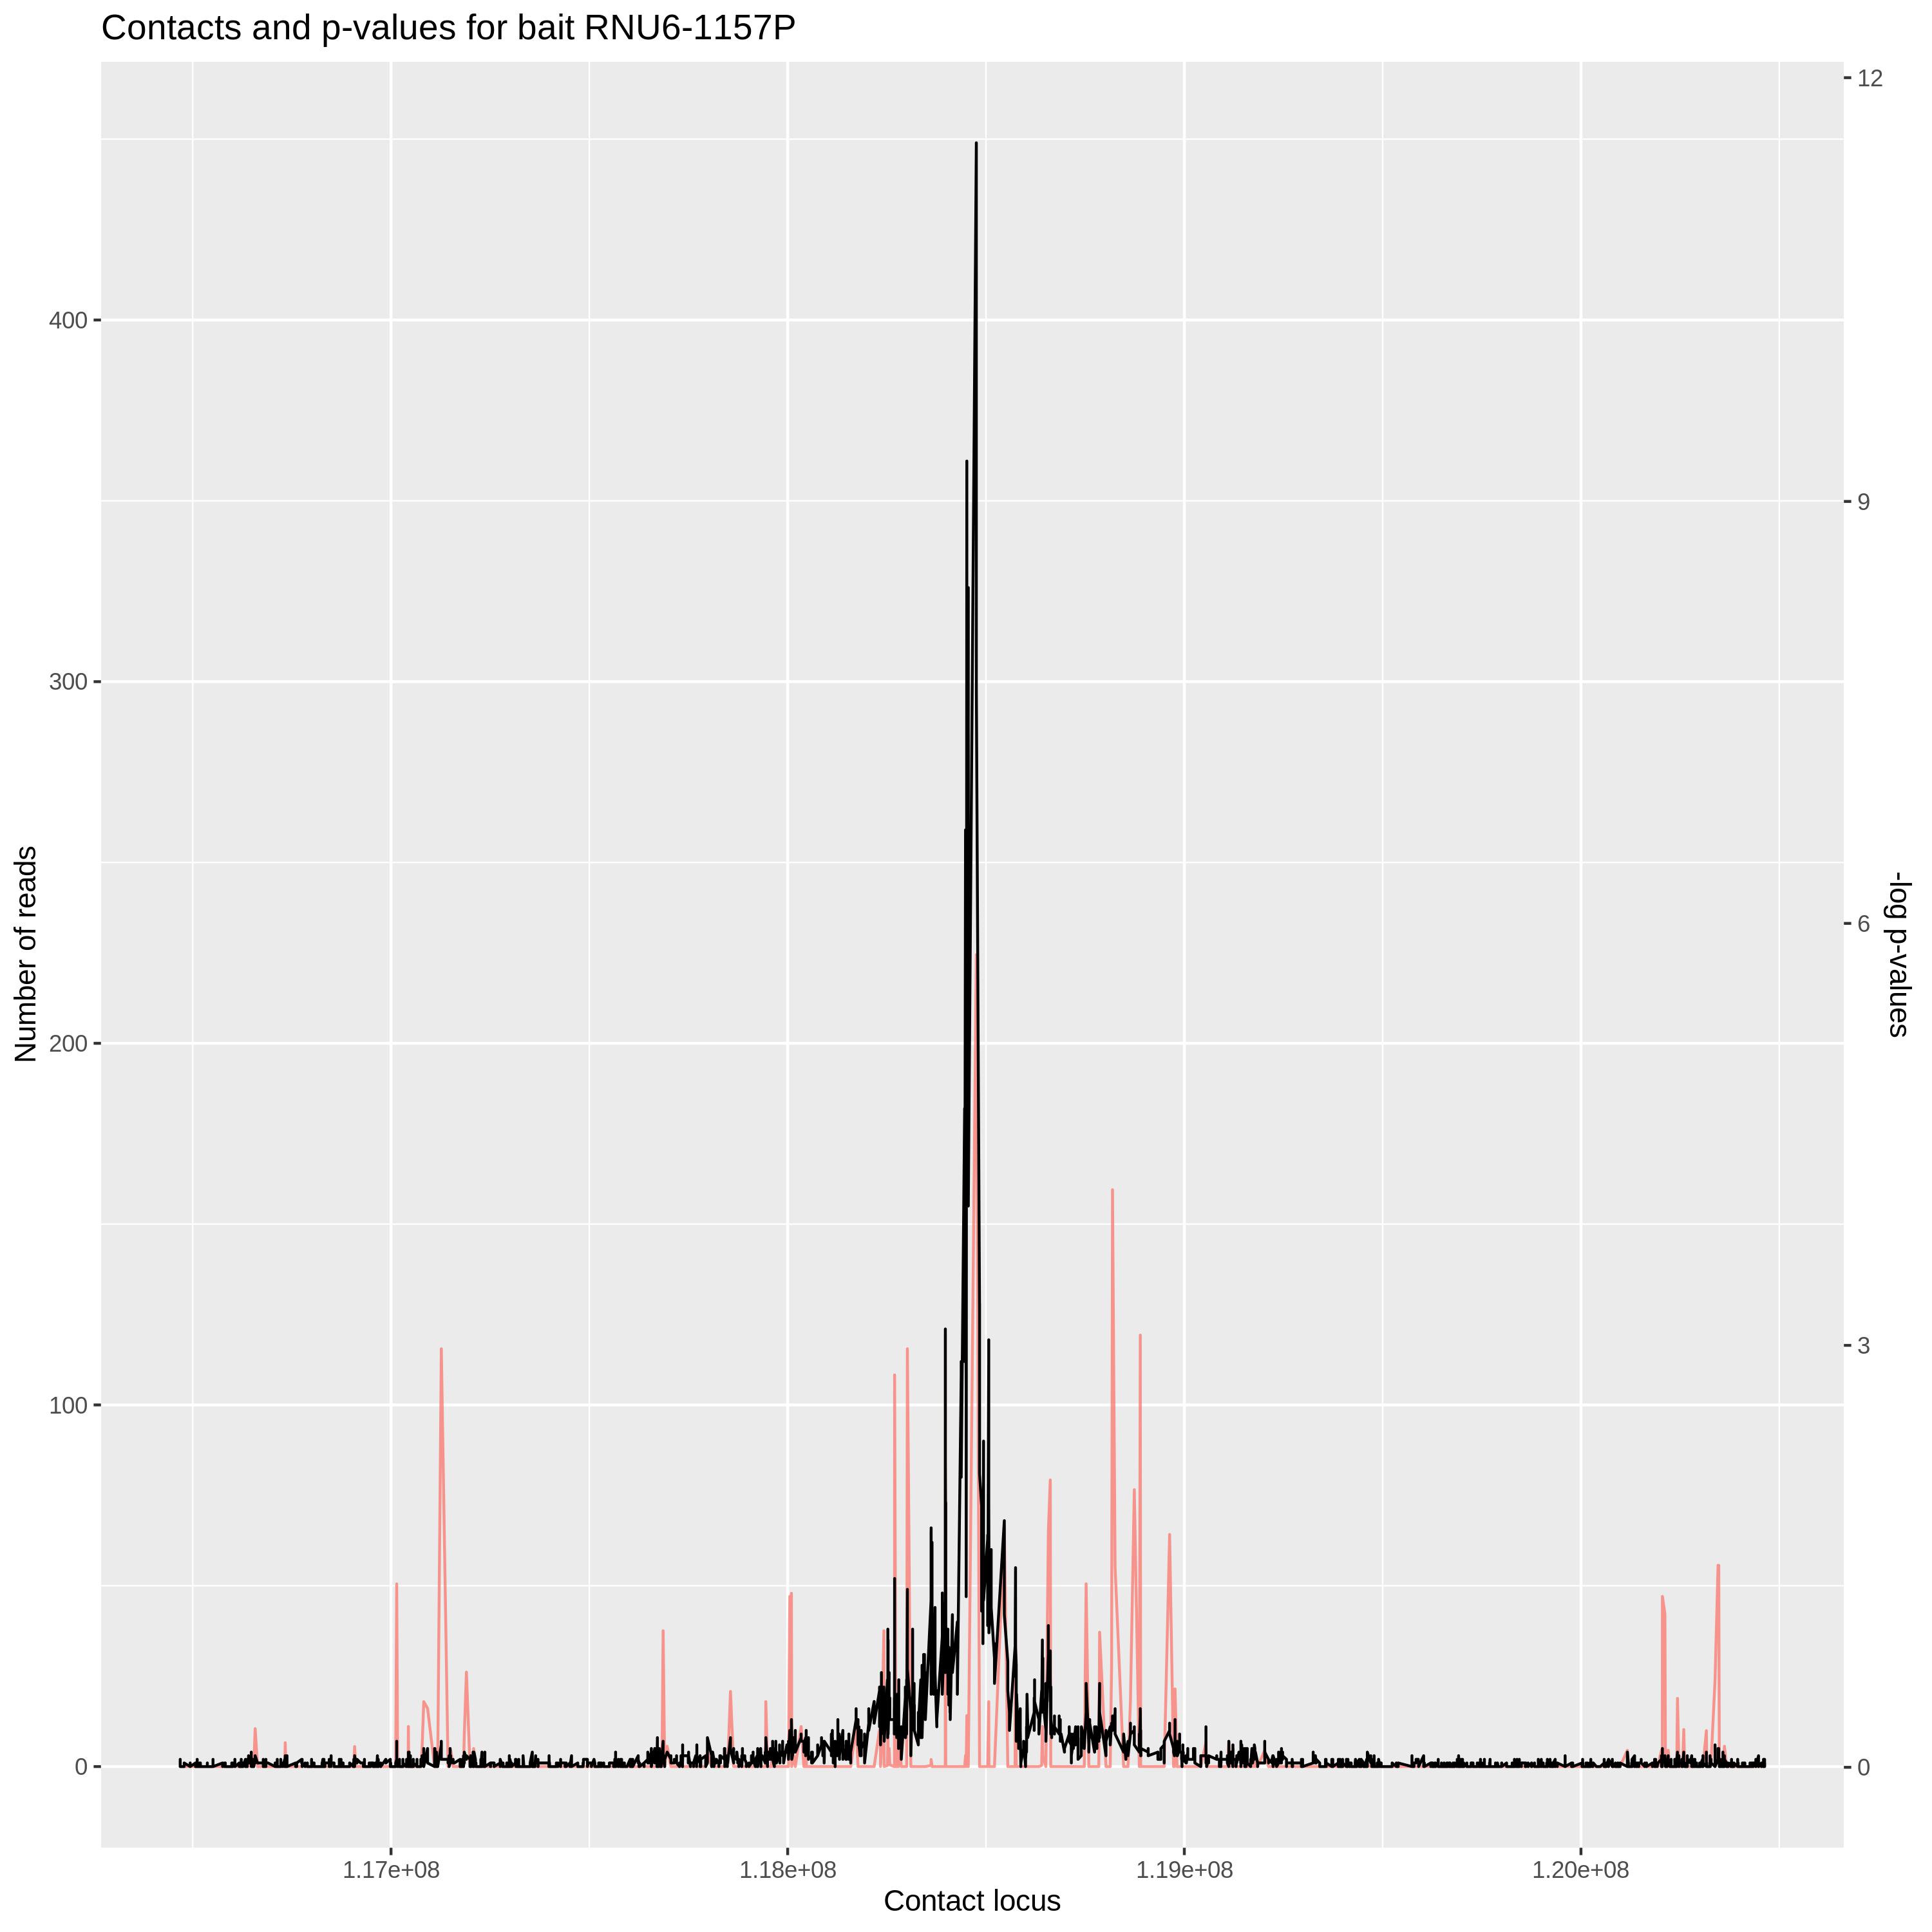 Contacts and p-values for bait RNU6-1157P
12
400
9
300
Number of reads
6
-log p-values
200
3
100
0
0
1.17e+08
1.18e+08
1.19e+08
1.20e+08
Contact locus